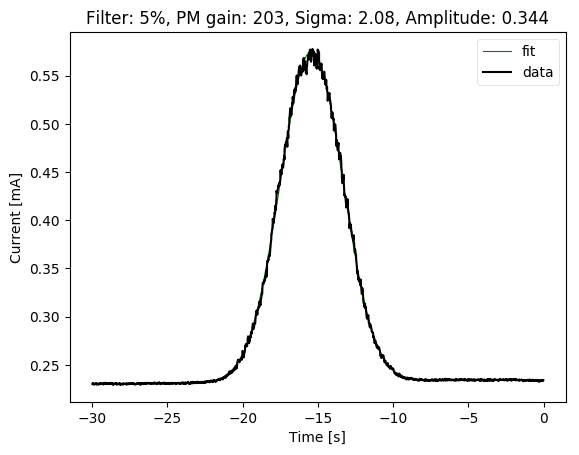 Filter: 5%, PM gain: 203, Sigma: 2.08, Amplitude: 0.344
fit
data
0.55
0.50
0.45
0.40
0.35
0.30
0.25
Current [mA]
−30 −25 −20 −15 −10 −5 0
Time [s]